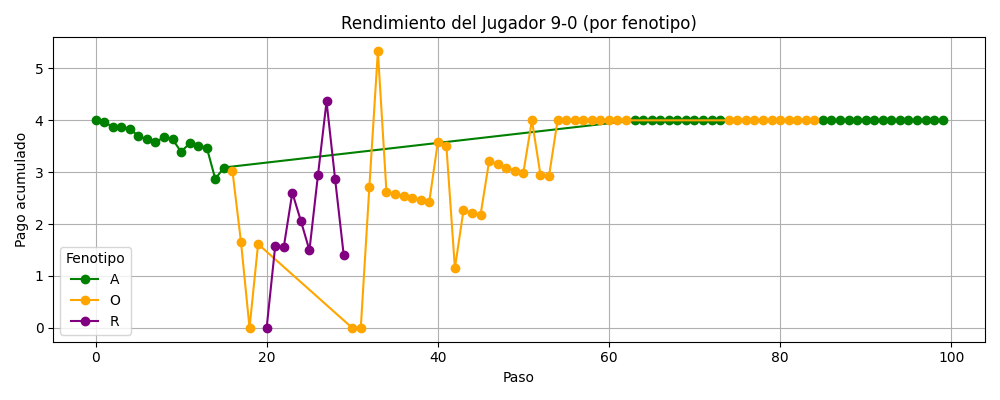 Rendimiento del Jugador 9-0 (por fenotipo)
Pago acumulado
5
4
3
2
1
0
Fenotipo
A
O
R
0 20 40 60 80 100
Paso